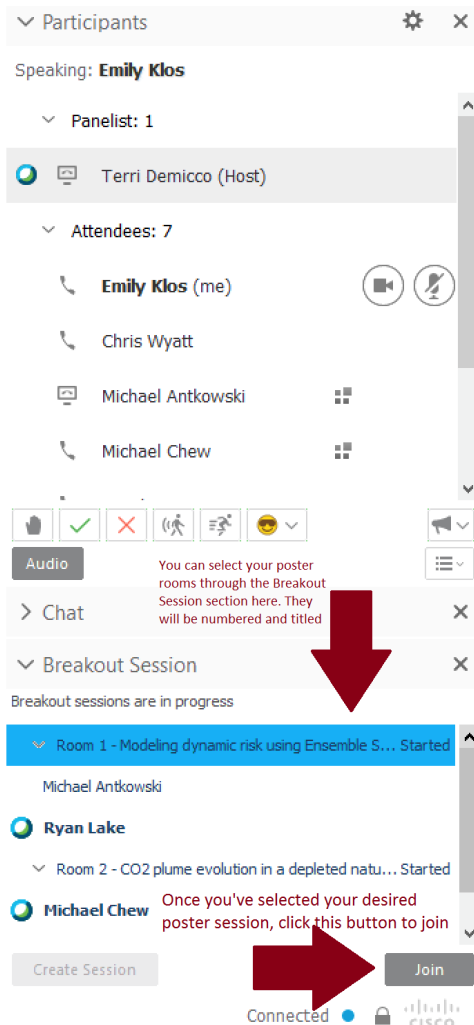 Participants
Speaking: Emily Klos
Panelist: 1
Terri Demicco (Host)
Attendees: 7
Emily Klos (me)
Chris Wyatt
Michael Antkowski
Michael Chew
Audio
You can select your poster
rooms through the Breakout
Session section here. They
will be numbered and titled
Chat
Breakout Session
Breakout sessions are in progress
Room 1 - Modeling dynamic risk using Ensemble S... Started
Michael Antkowski
Ryan Lake
Room 2 - CO2 plume evolution in a depleted natu... Started
Michael Chew
Once you've selected your desired
poster session, click this button to join
Create Session
Join
Connected
cisco